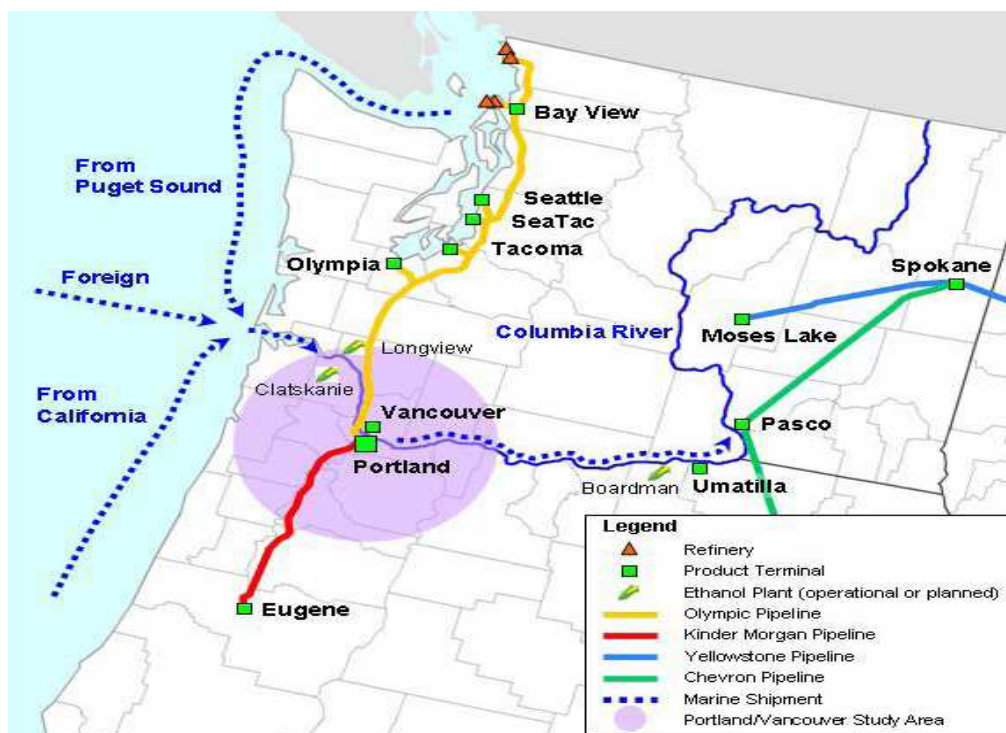 Bay View
From
Puget Sound
Seattle
SeaTac
Tacoma
Olympia
Foreign
Spokane
Columbia
River
Moses Lake
Longview
Clatskanie
From
California
Vancouver
Pasco
Portland
Boardman
Umatilla
Eugene
Legend
Refinery
Product Terminal
Ethanol Plant (operational or planned)
Olympic Pipeline
Kinder Morgan Pipeline
Yellowstone Pipeline
Chevron Pipeline
Marine Shipment
Portland/Vancouver Study Area